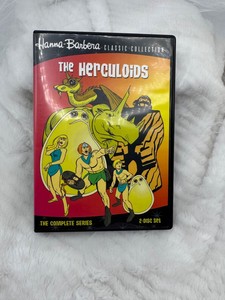 Hanna-Barbera CLASSIC COLLECTION
THE HERCULOIDS
THE COMPLETE SERIES 2-DISC SET